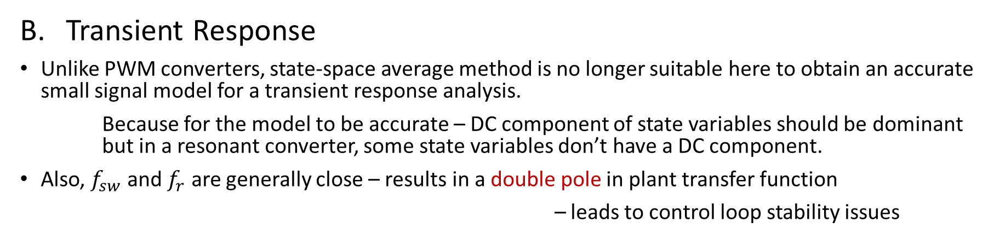 B. Transient Response
• Unlike PWM converters, state-space average method is no longer suitable here to obtain an accurate
small signal model for a transient response analysis.
Because for the model to be accurate – DC component of state variables should be dominant
but in a resonant converter, some state variables don’t have a DC component.
• Also, f_sw and f_r are generally close – results in a double pole in plant transfer function
– leads to control loop stability issues